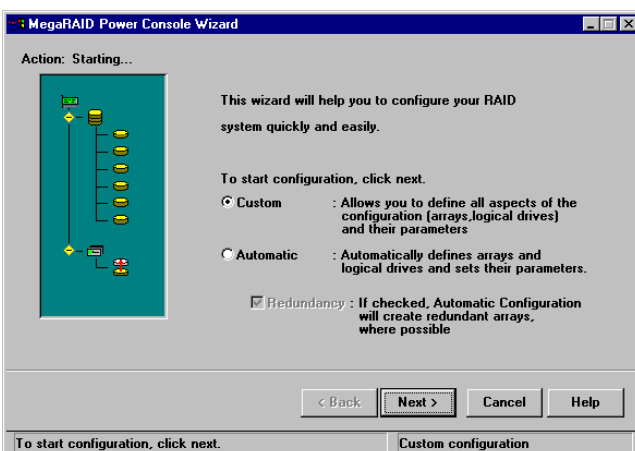 MegaRAID Power Console Wizard
Action: Starting...
This wizard will help you to configure your RAID
system quickly and easily.
To start configuration, click next.
Custom : Allows you to define all aspects of the
configuration (arrays,logical drives)
and their parameters
Automatic : Automatically defines arrays and
logical drives and sets their parameters.
Redundancy : If checked, Automatic Configuration
will create redundant arrays,
where possible
< Back Next > Cancel Help
To start configuration, click next. Custom configuration